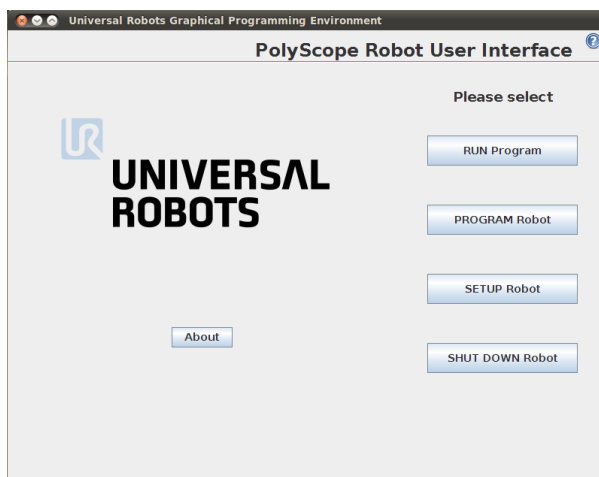 Universal Robots Graphical Programming Environment
PolyScope Robot User Interface ?
Please select
UR
UNIVERSAL
ROBOTS
RUN Program
PROGRAM Robot
SETUP Robot
About
SHUT DOWN Robot